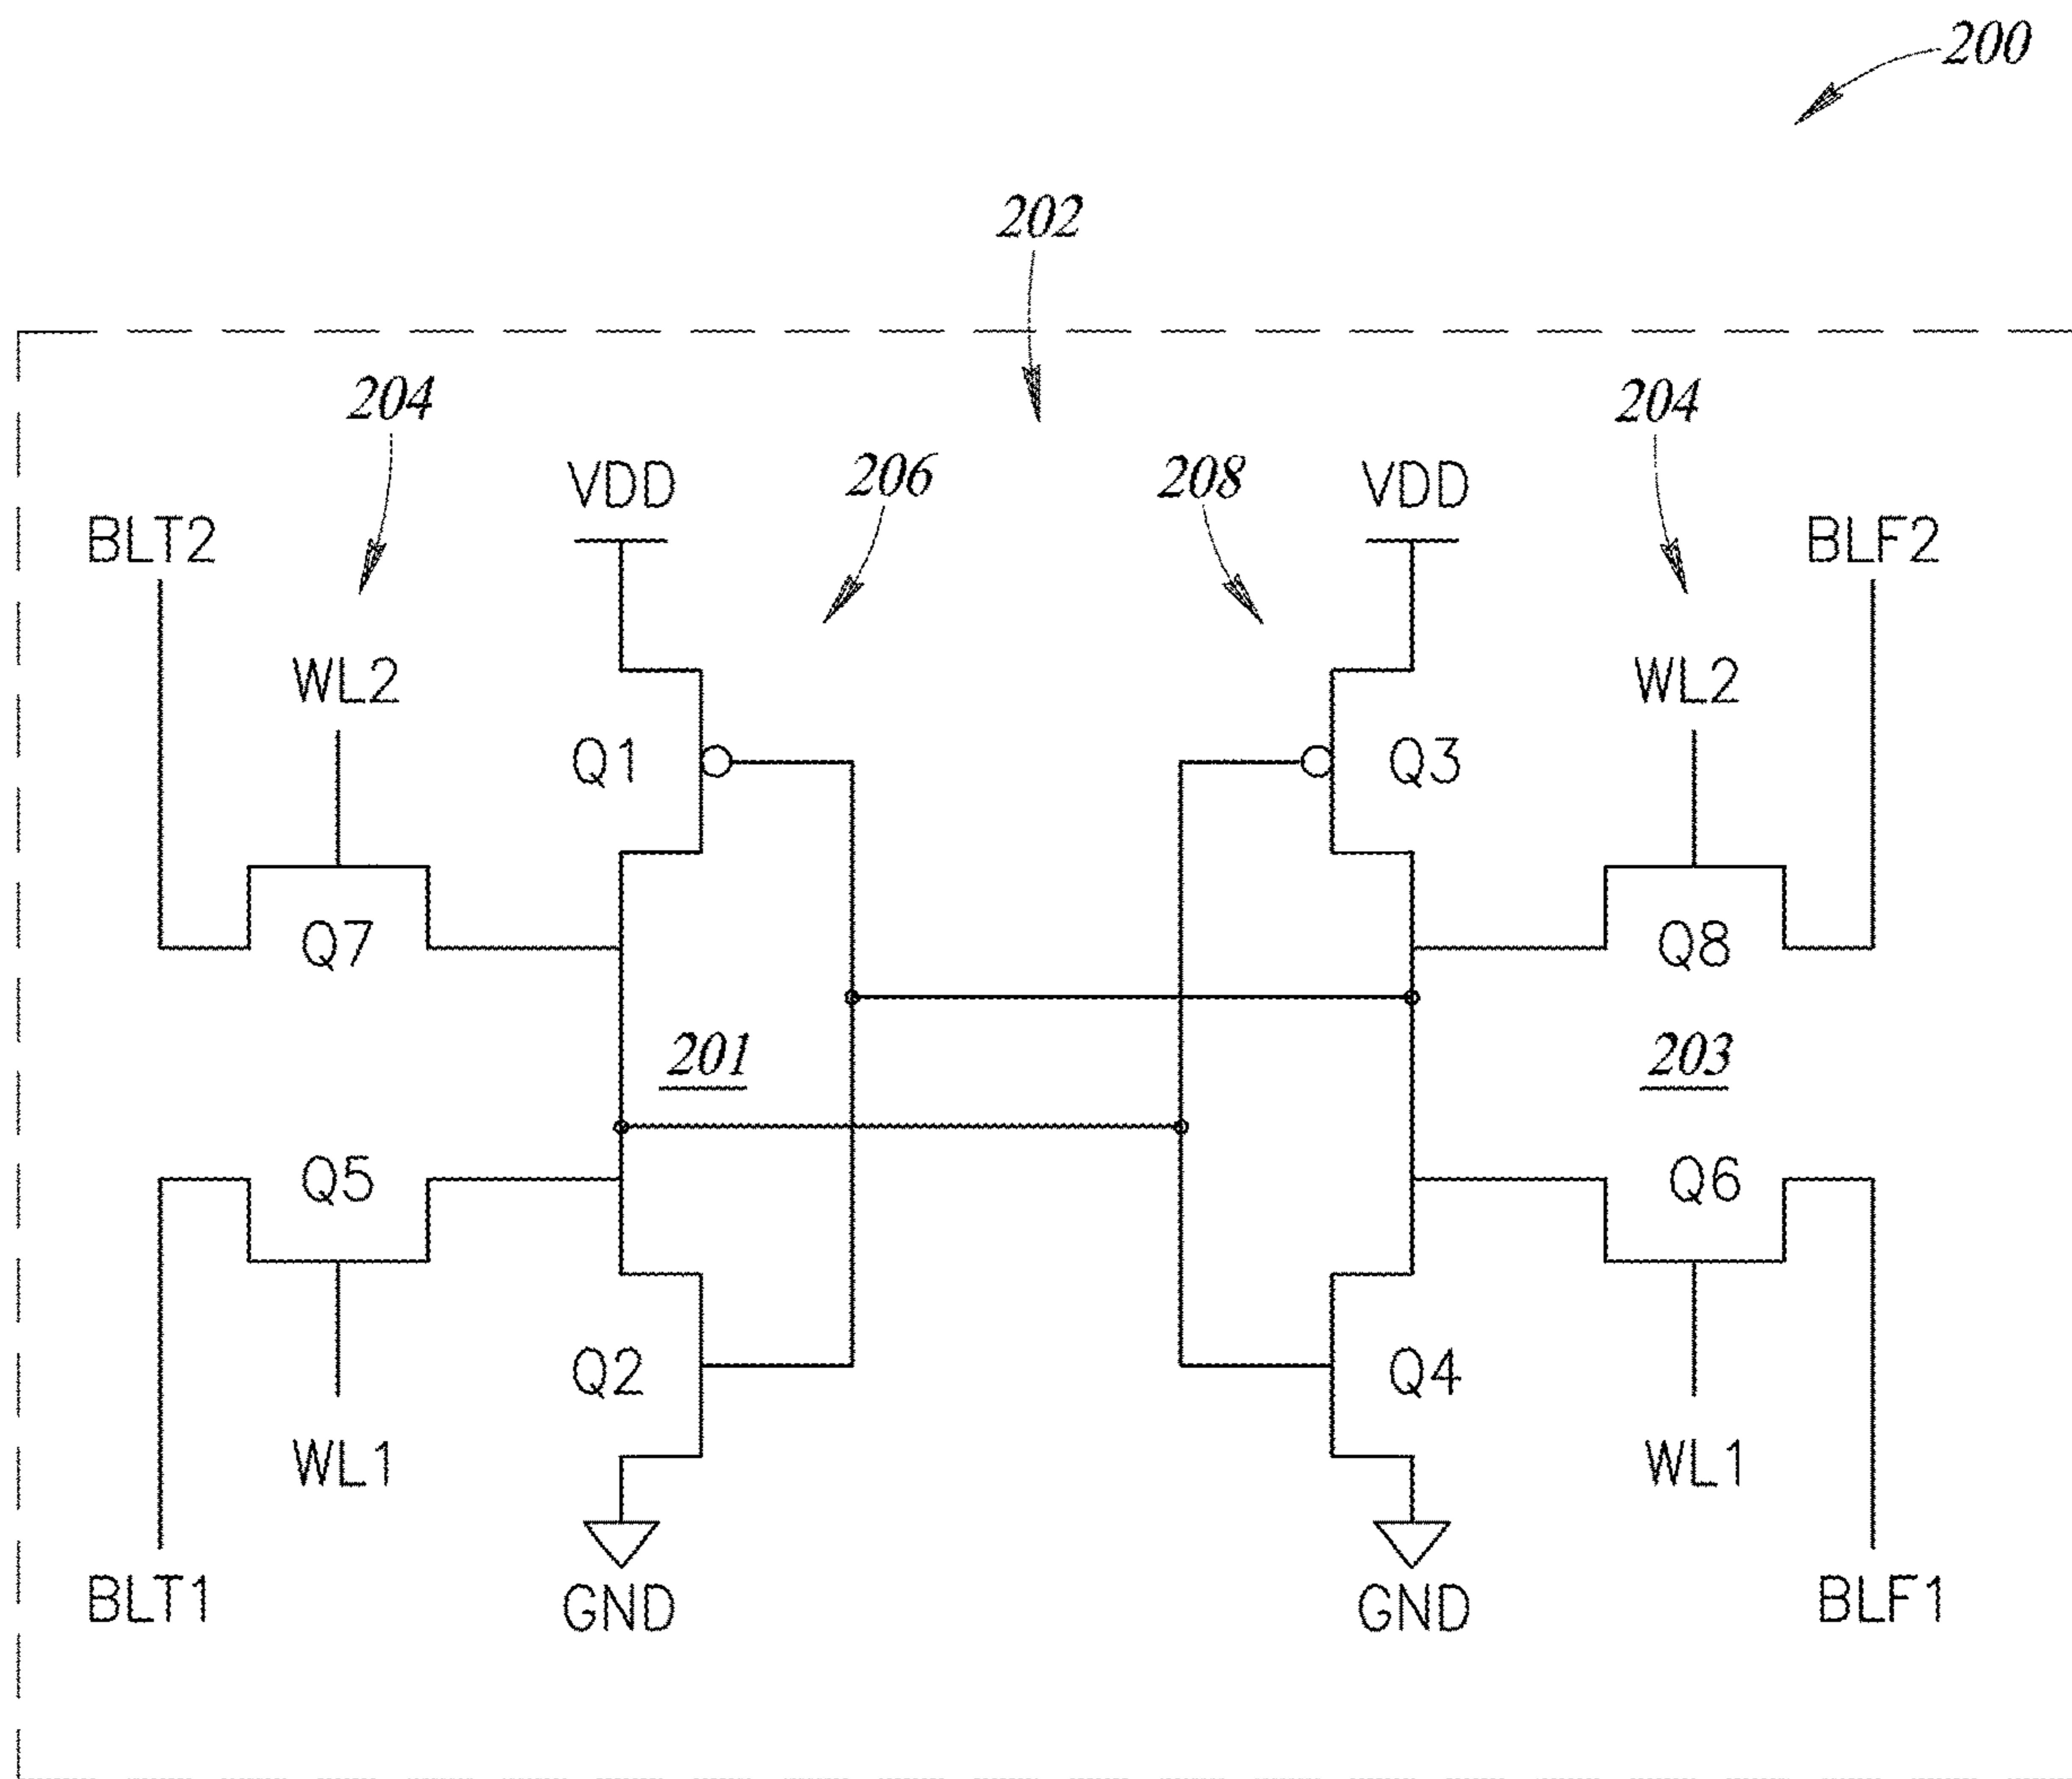 200
202
204
204
206
208
VDD
VDD
BLT2
BLF2
WL2
WL2
Q1
Q3
Q7
Q8
201
203
Q5
Q6
Q2
Q4
WL1
WL1
BLT1
GND
GND
BLF1